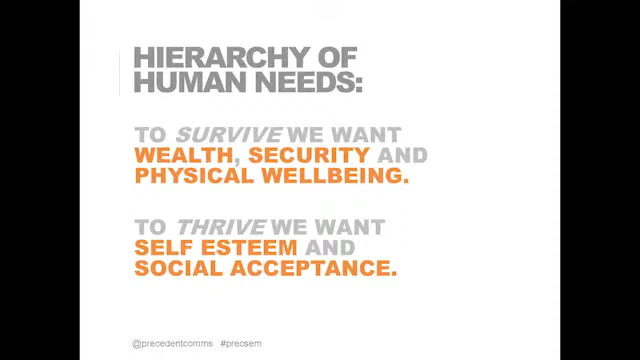 HIERARCHY OF
HUMAN NEEDS:
TO SURVIVE WE WANT
WEALTH, SECURITY AND
PHYSICAL WELLBEING.
TO THRIVE WE WANT
SELF ESTEEM AND
SOCIAL ACCEPTANCE.
@precedentcomms #precsem